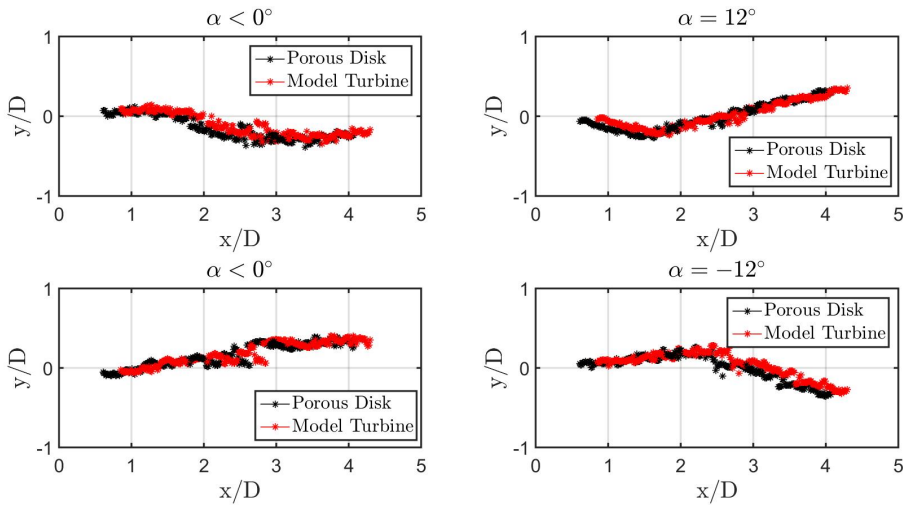 α < 0°
1
0
-1
y/D
Porous Disk
Model Turbine
0 1 2 3 4 5
x/D
α = 12°
1
0
-1
y/D
Porous Disk
Model Turbine
0 1 2 3 4 5
x/D
α < 0°
1
0
-1
y/D
Porous Disk
Model Turbine
0 1 2 3 4 5
x/D
α = −12°
1
0
-1
y/D
Porous Disk
Model Turbine
0 1 2 3 4 5
x/D